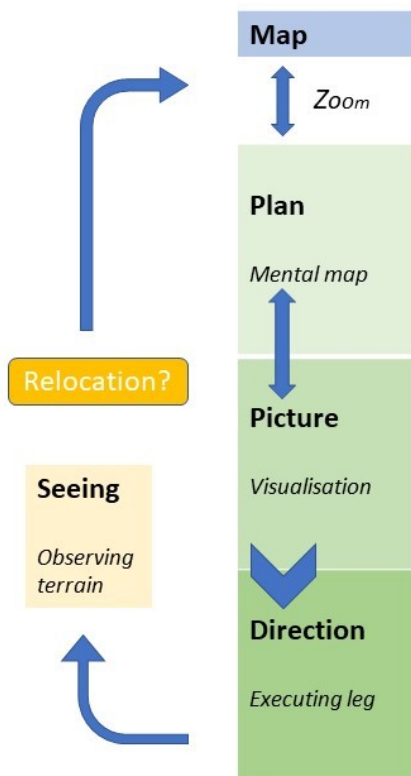 Map
Zoom
Plan
Mental map
Relocation?
Picture
Seeing
Visualisation
Observing
terrain
Direction
Executing leg